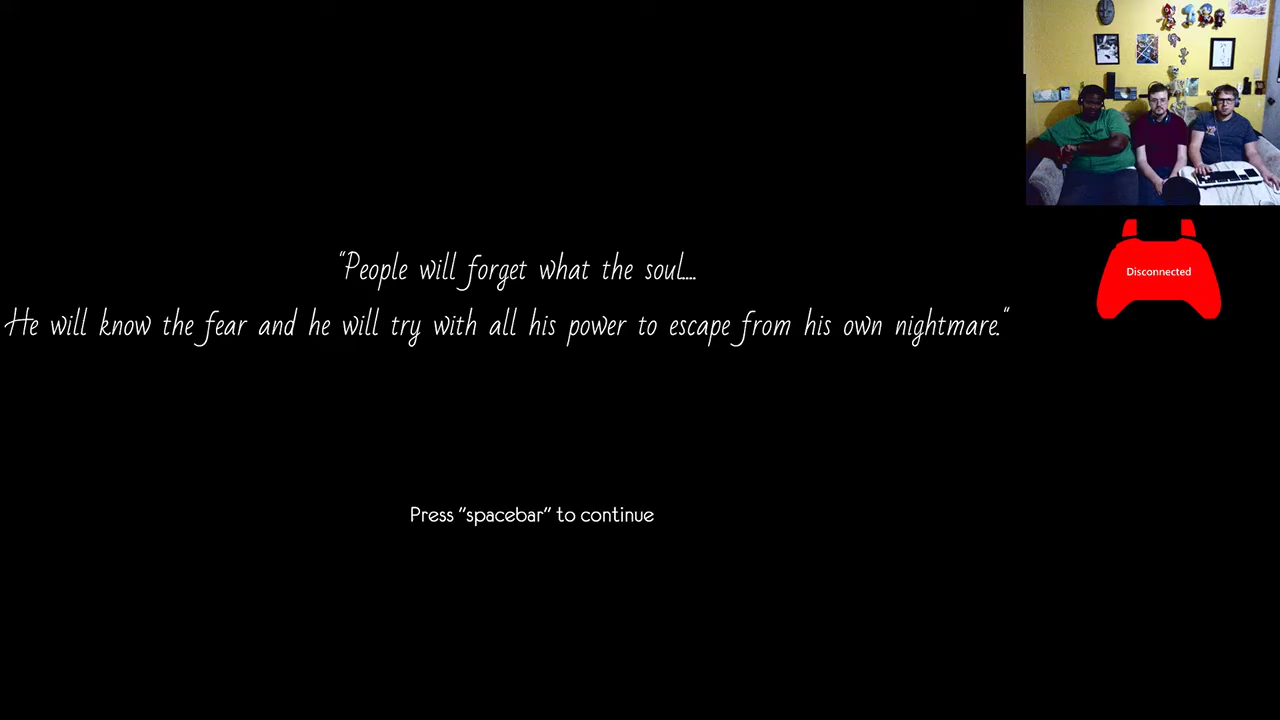 "People will forget what the soul....
He will know the fear and he will try with all his power to escape from his own nightmare."
Disconnected
Press "spacebar" to continue